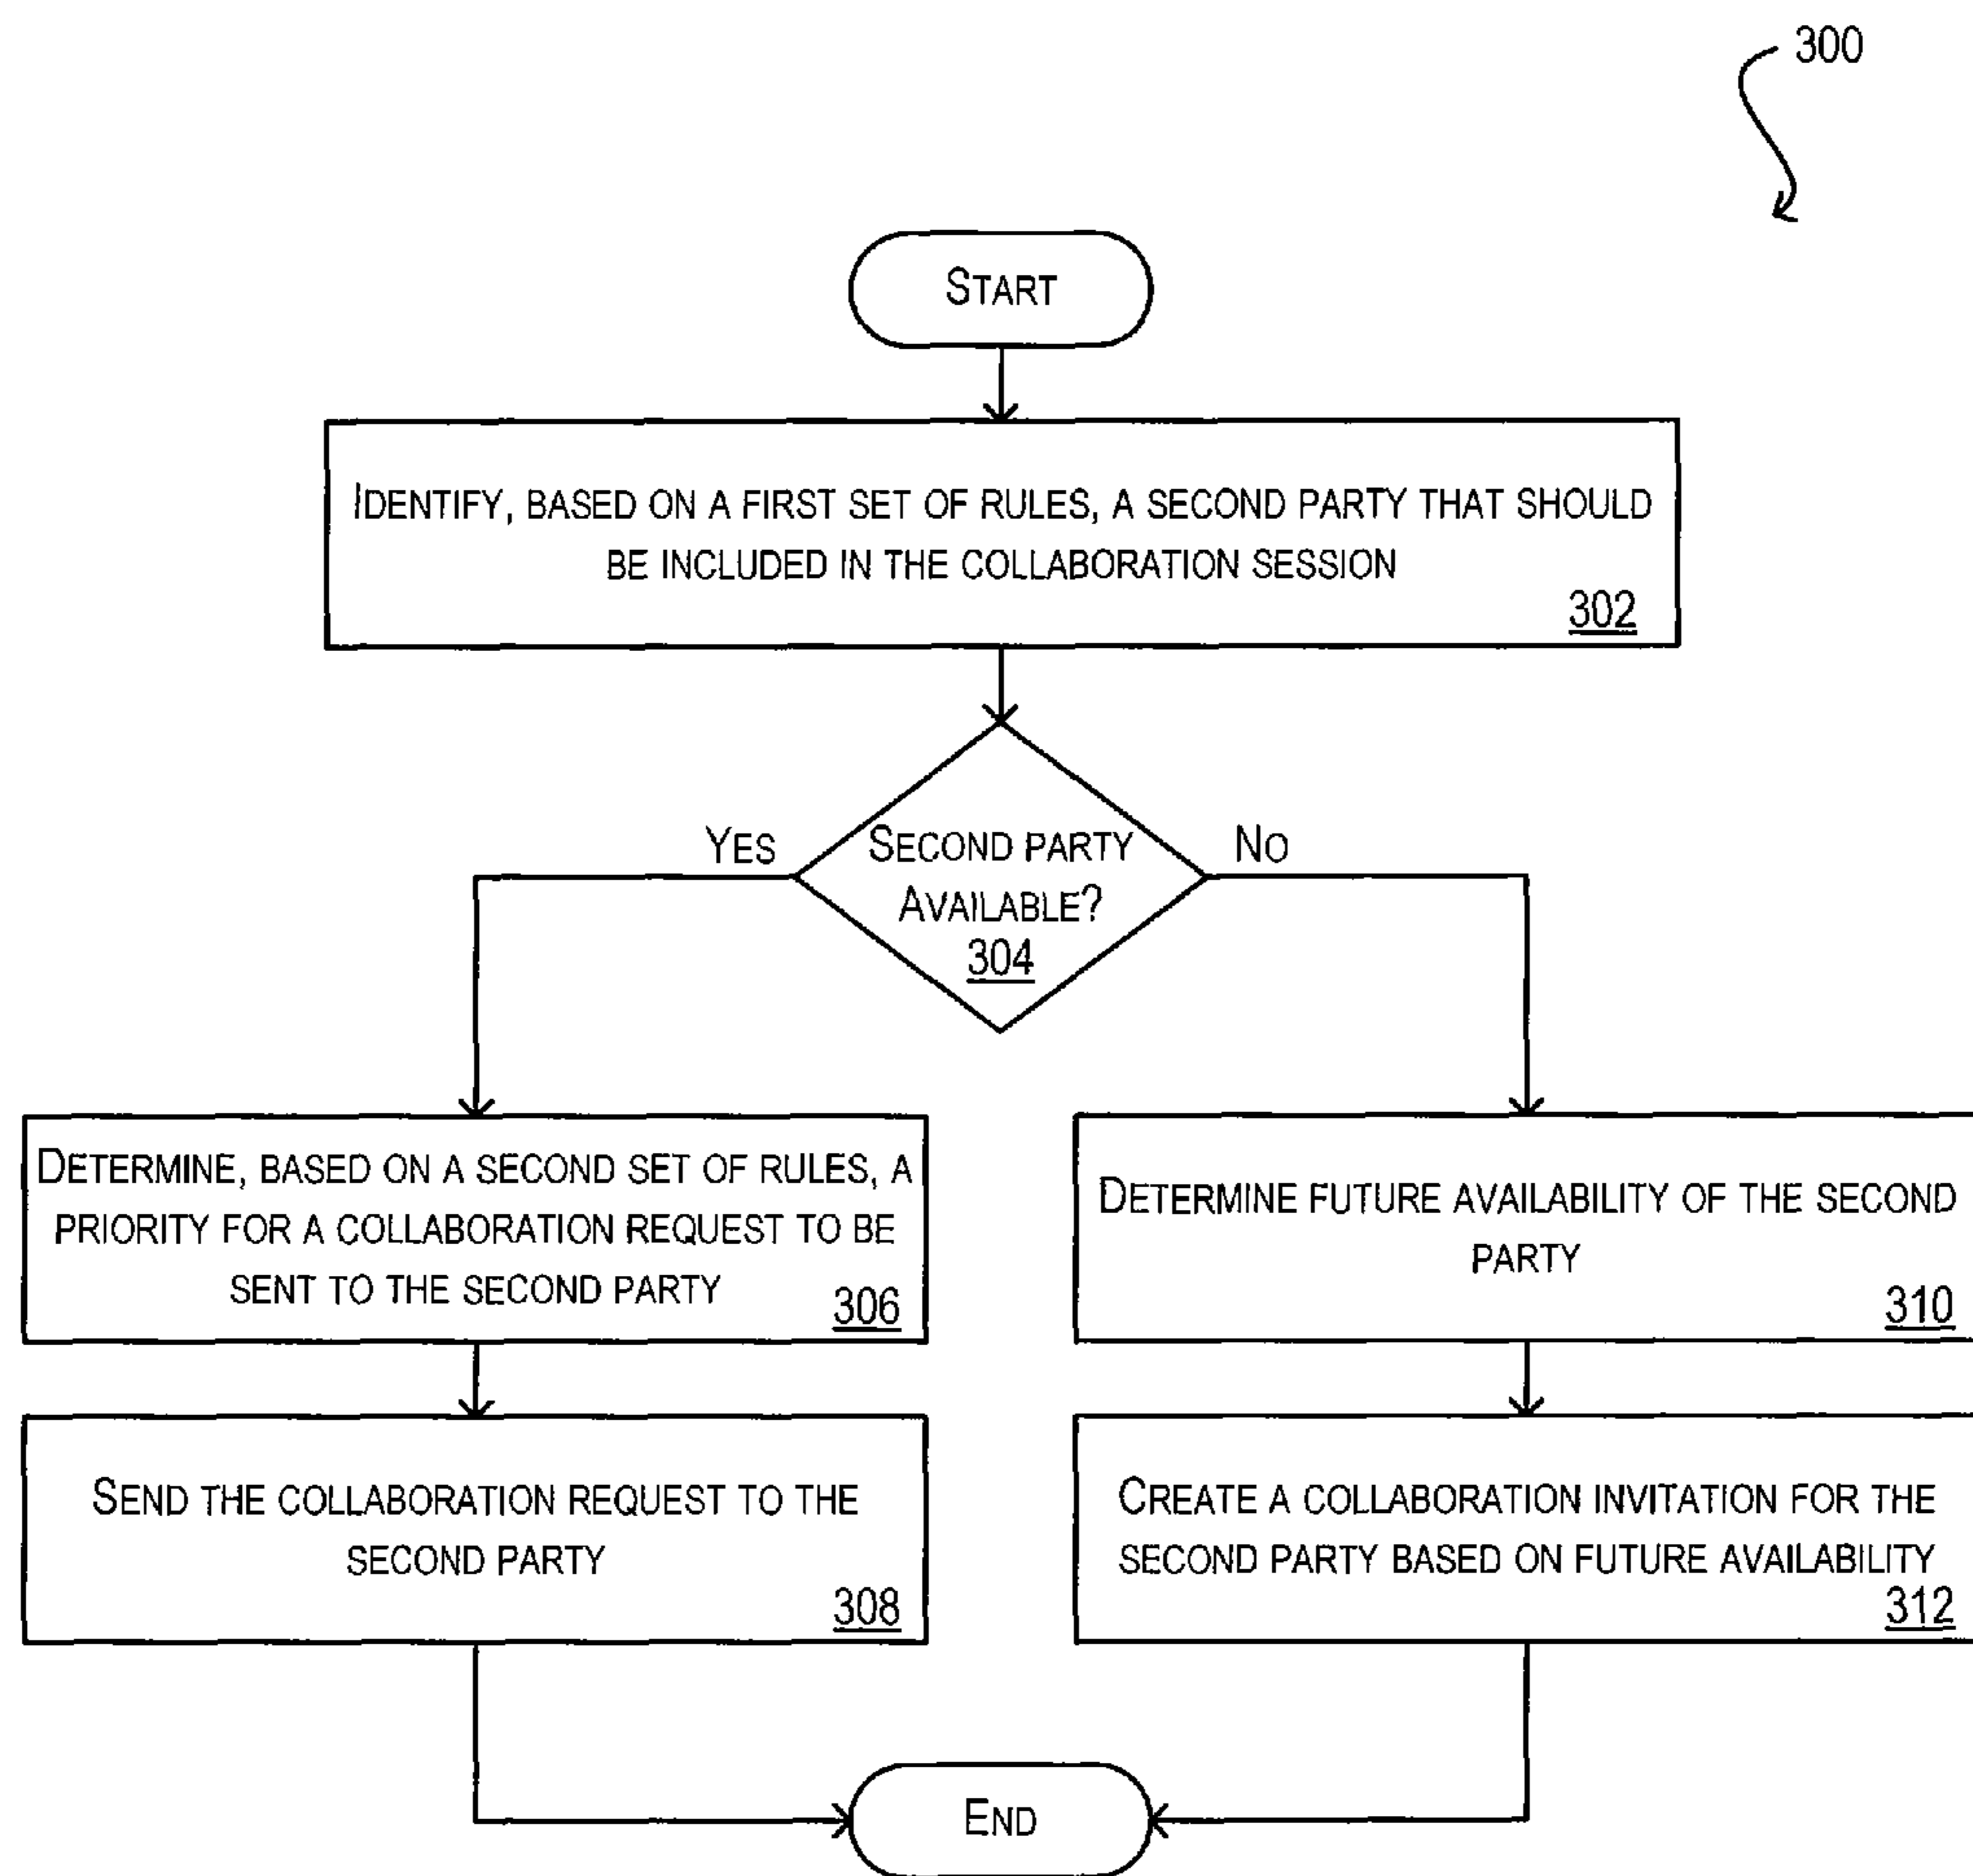 300
START
IDENTIFY, BASED ON A FIRST SET OF RULES, A SECOND PARTY THAT SHOULD
BE INCLUDED IN THE COLLABORATION SESSION
302
YES
SECOND PARTY
AVAILABLE?
304
NO
DETERMINE, BASED ON A SECOND SET OF RULES, A
PRIORITY FOR A COLLABORATION REQUEST TO BE
SENT TO THE SECOND PARTY
306
DETERMINE FUTURE AVAILABILITY OF THE SECOND
PARTY
310
SEND THE COLLABORATION REQUEST TO THE
SECOND PARTY
308
CREATE A COLLABORATION INVITATION FOR THE
SECOND PARTY BASED ON FUTURE AVAILABILITY
312
END